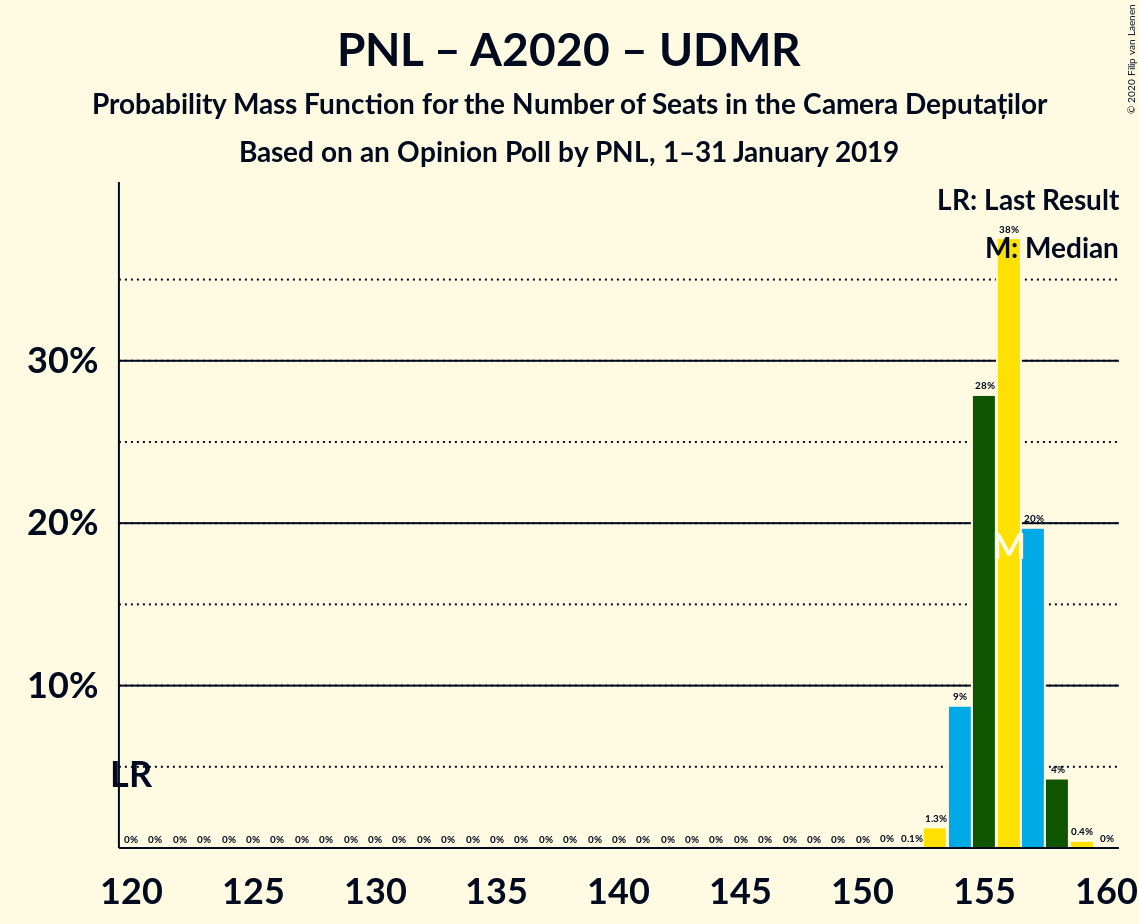 PNL – A2020 – UDMR
Probability Mass Function for the Number of Seats in the Camera Deputaților
Based on an Opinion Poll by PNL, 1–31 January 2019
© 2020 Filip van Laenen
LR: Last Result
M: Median
38%
30%
28%
20%
20%
M
10%
9%
LR
4%
1.3%
0.4%
0% 0% 0% 0% 0% 0% 0% 0% 0% 0% 0% 0% 0% 0% 0% 0% 0% 0% 0% 0% 0% 0% 0% 0% 0% 0% 0% 0% 0% 0% 0% 0% 0.1% 0%
120 125 130 135 140 145 150 155 160